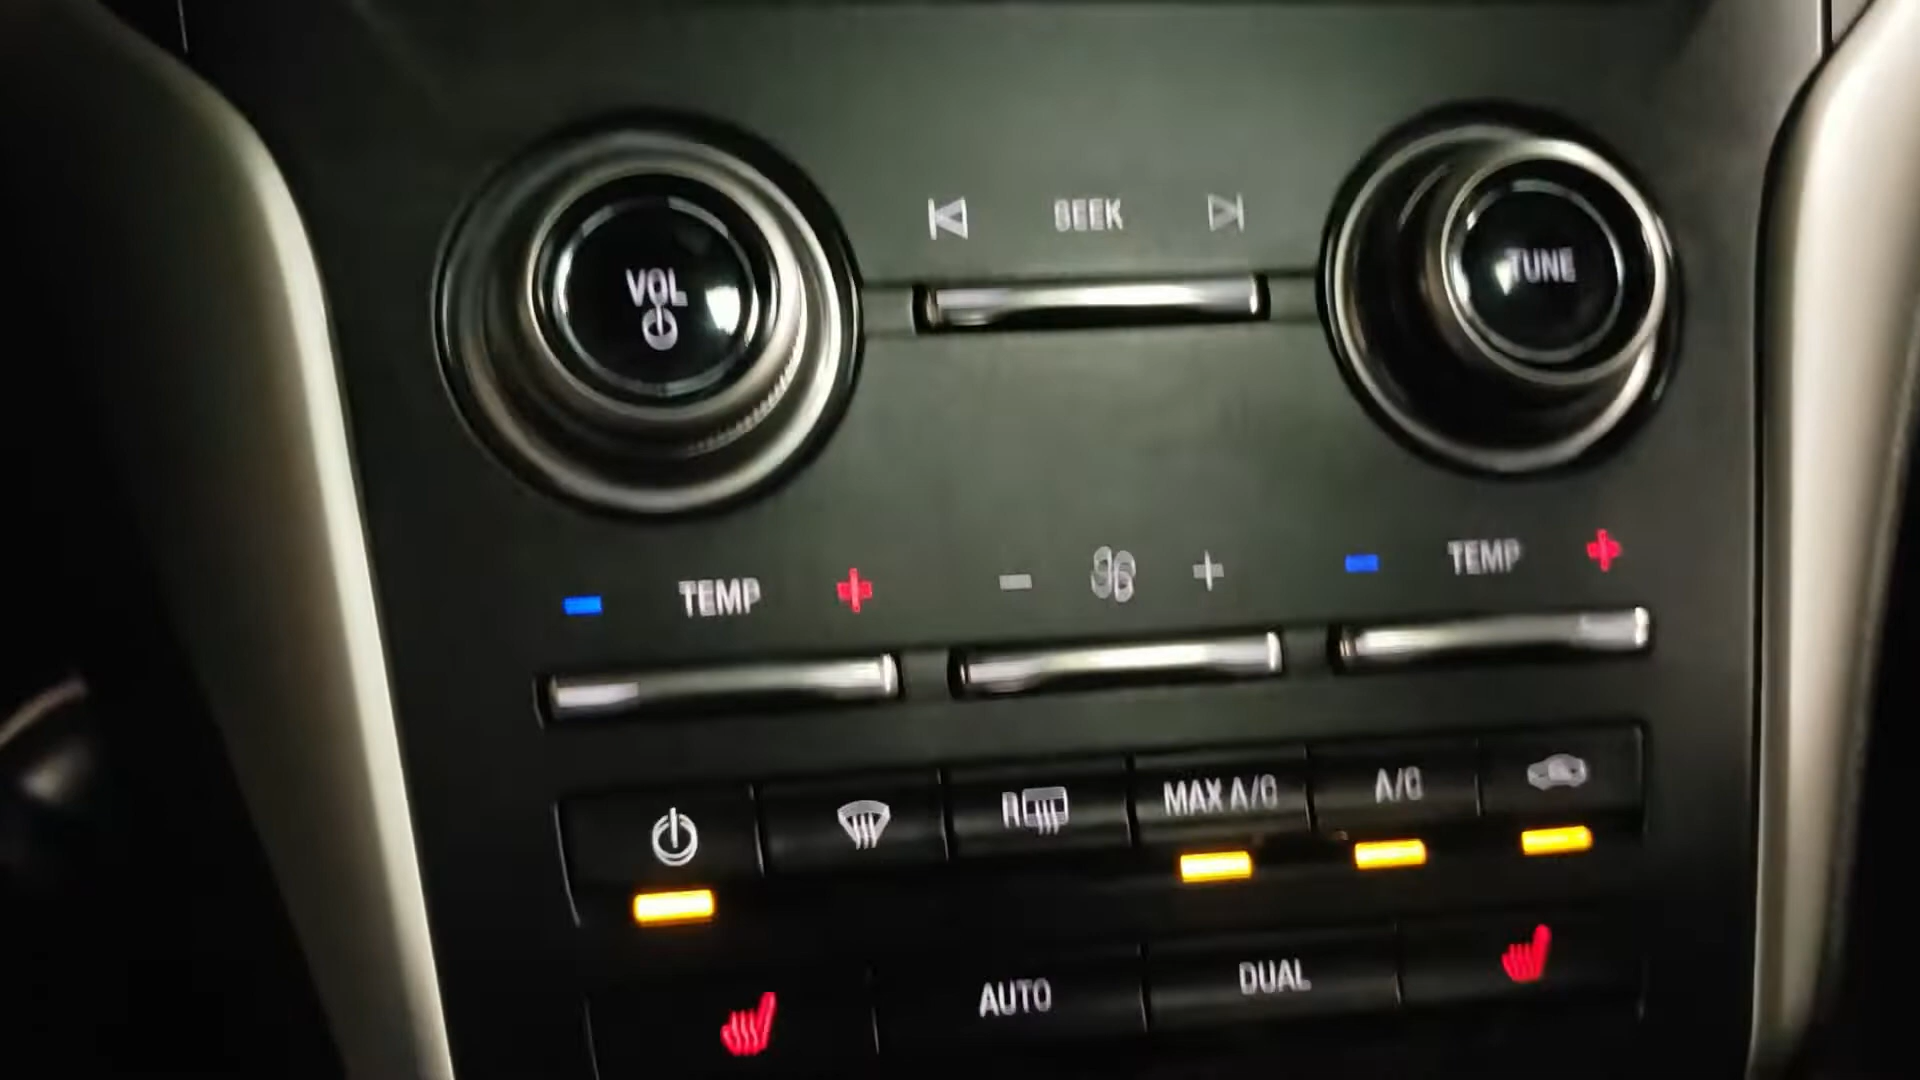 SEEK
VOL
TUNE
TEMP
TEMP
R
MAX A/C
A/C
AUTO
DUAL